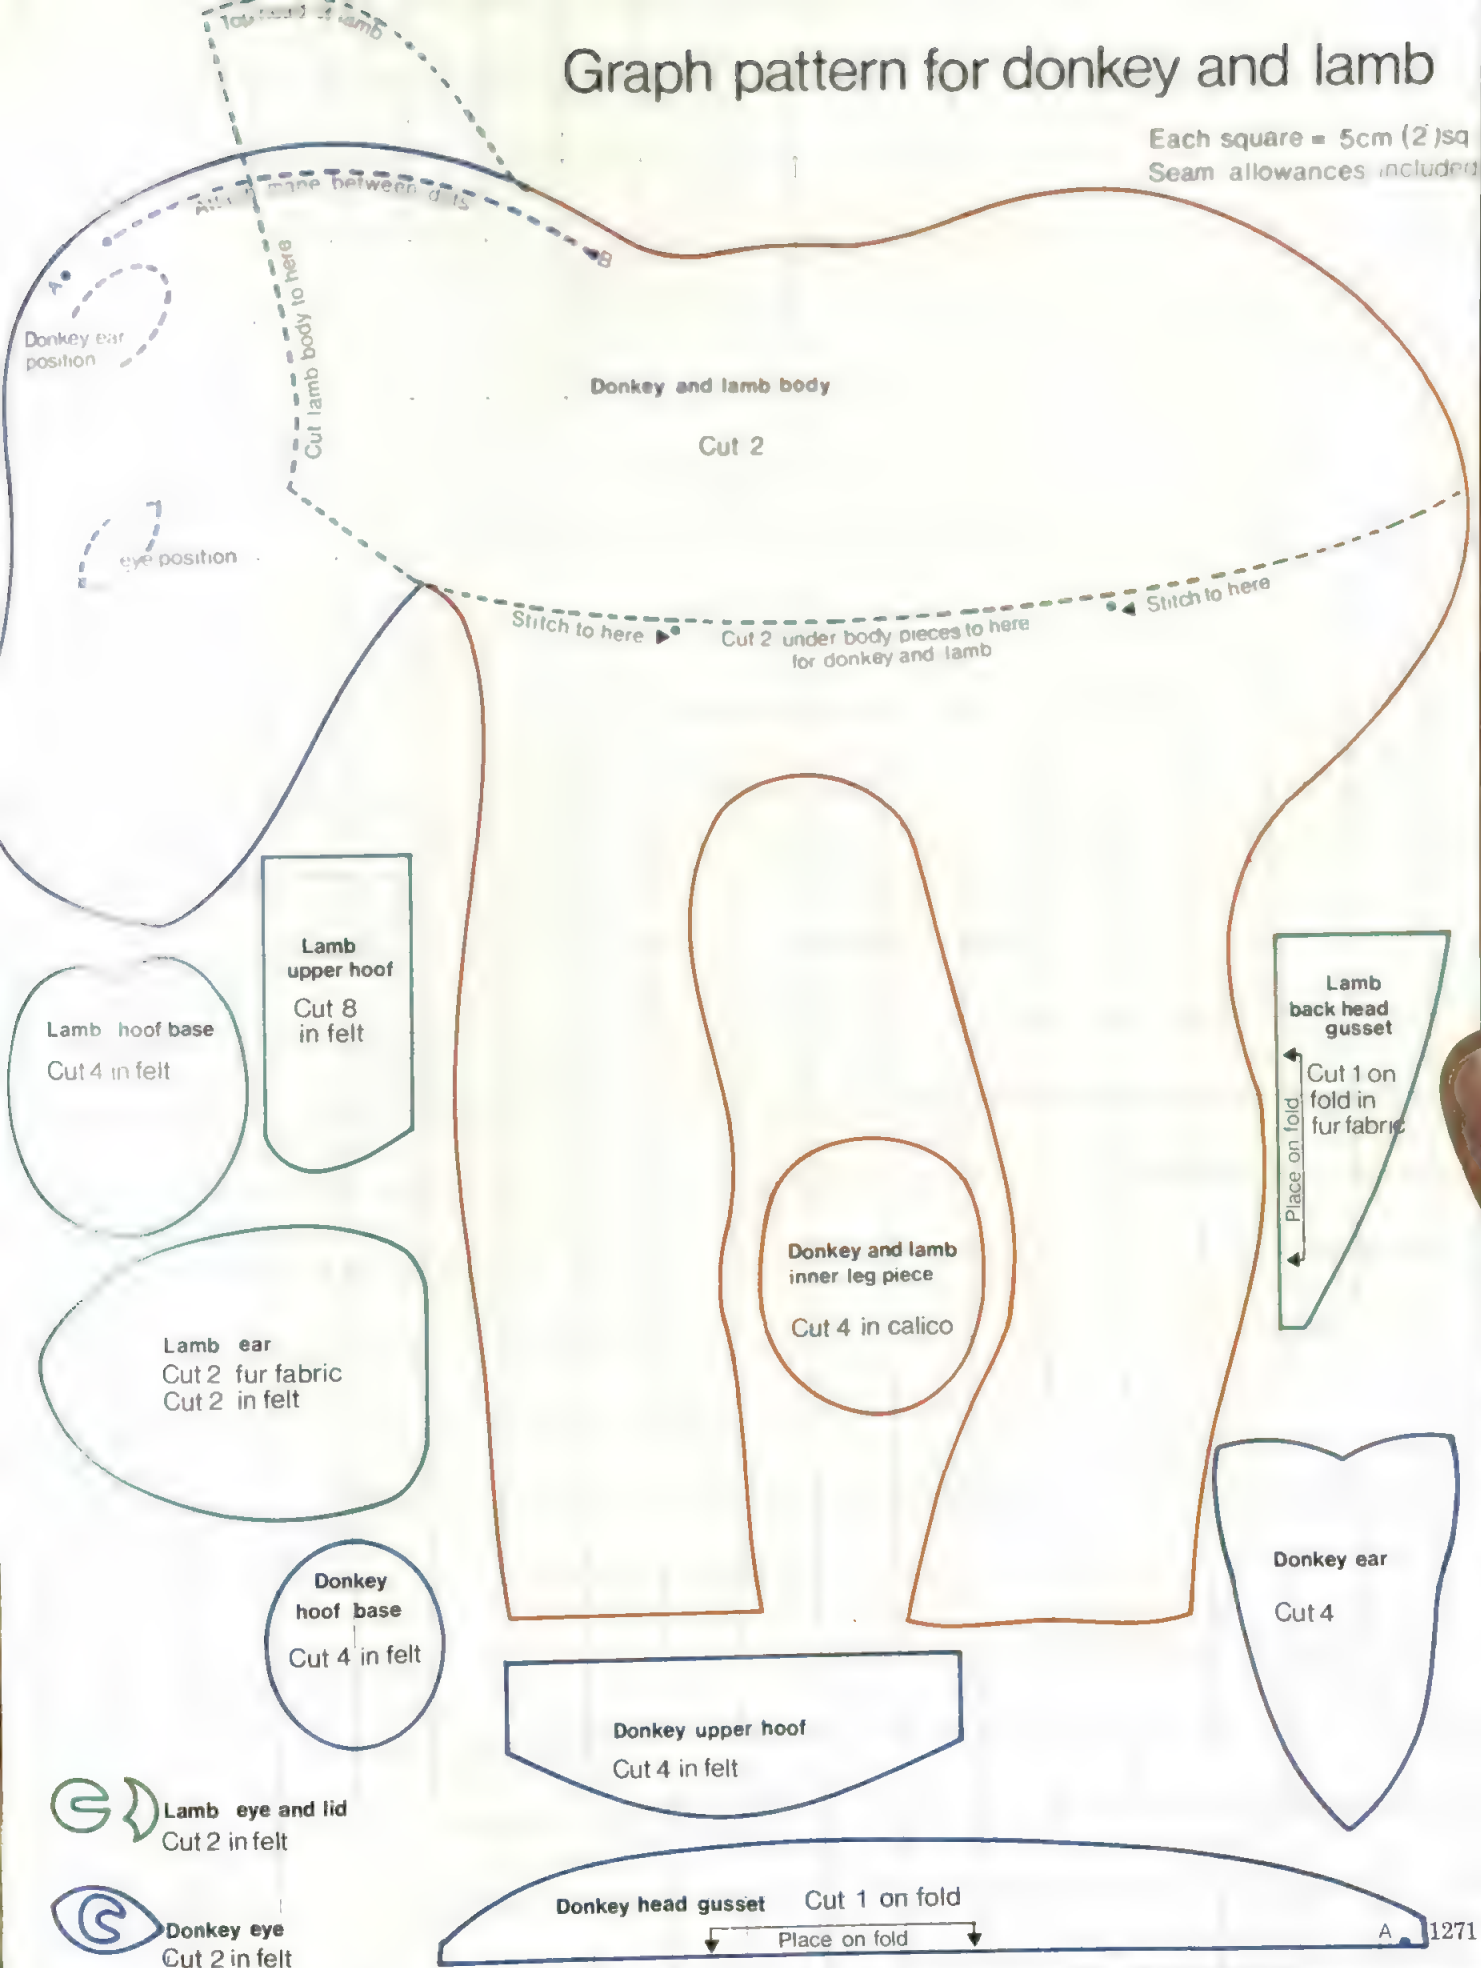 Graph pattern for donkey and lamb
Each square = 5cm (2")sq
Seam allowances included
lamb
mane between
B
A
Donkey ear
position
Cut lamb body to here
Donkey and lamb body
Cut 2
eye position
Stitch to here
Stitch to here
Cut 2 under body pieces to here
for donkey and lamb
Lamb
upper hoof
Cut 8
in felt
Lamb hoof base
Cut 4 in felt
Lamb
back head
gusset
Cut 1 on
fold in
fur fabric
Place on fold
Donkey and lamb
inner leg piece
Cut 4 in calico
Lamb ear
Cut 2 fur fabric
Cut 2 in felt
Donkey
hoof base
Cut 4 in felt
Donkey ear
Cut 4
Donkey upper hoof
Cut 4 in felt
Lamb eye and lid
Cut 2 in felt
Donkey head gusset Cut 1 on fold
Place on fold
A
1271
Donkey eye
Cut 2 in felt